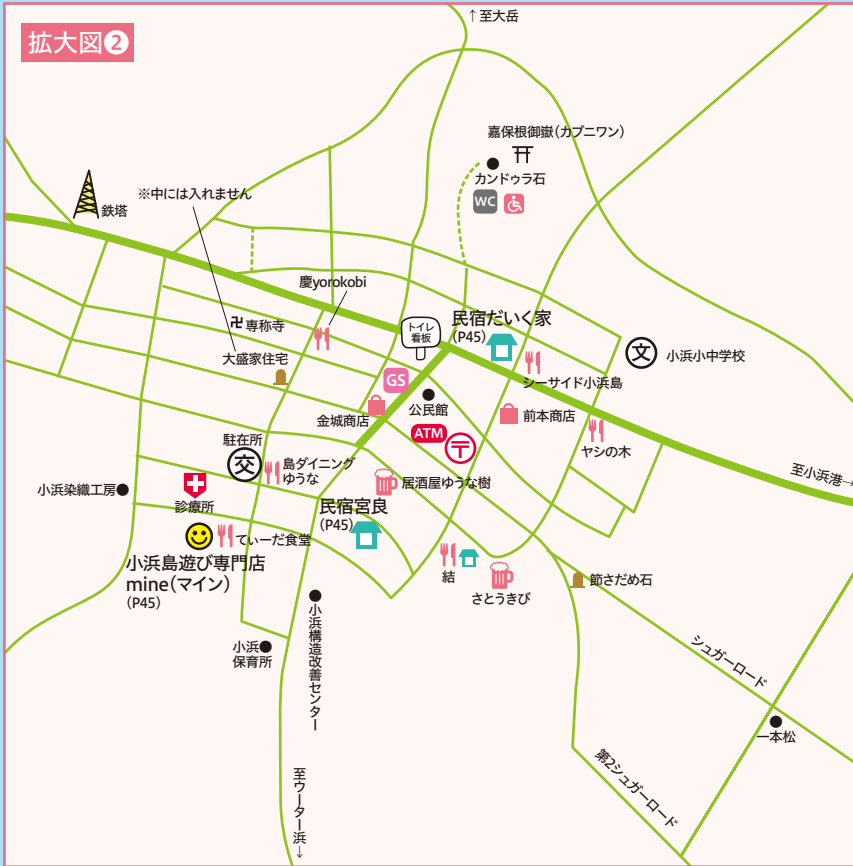 拡大図❷
↑至大岳
嘉保根御嶽(カブニワン)
カンドゥラ石
WC
※中には入れません
鉄塔
慶yorokobi
卍専称寺
トイレ
看板
民宿だいく家
(P45)
大盛家住宅
GS
シーサイド小浜島
文
小浜小中学校
公民館
金城商店
前本商店
ATM
〒
ヤシの木
駐在所
交
島ダイニング
ゆうな
至小浜港→
小浜染織工房
診療所
居酒屋ゆうな樹
民宿宮良
(P45)
てぃーだ食堂
小浜島遊び専門店
mine(マイン)
(P45)
結
さとうきび
節さだめ石
小浜
保育所
小浜構造改善センター
シュガーロード
一本松
第2シュガーロード
至ウーター浜→